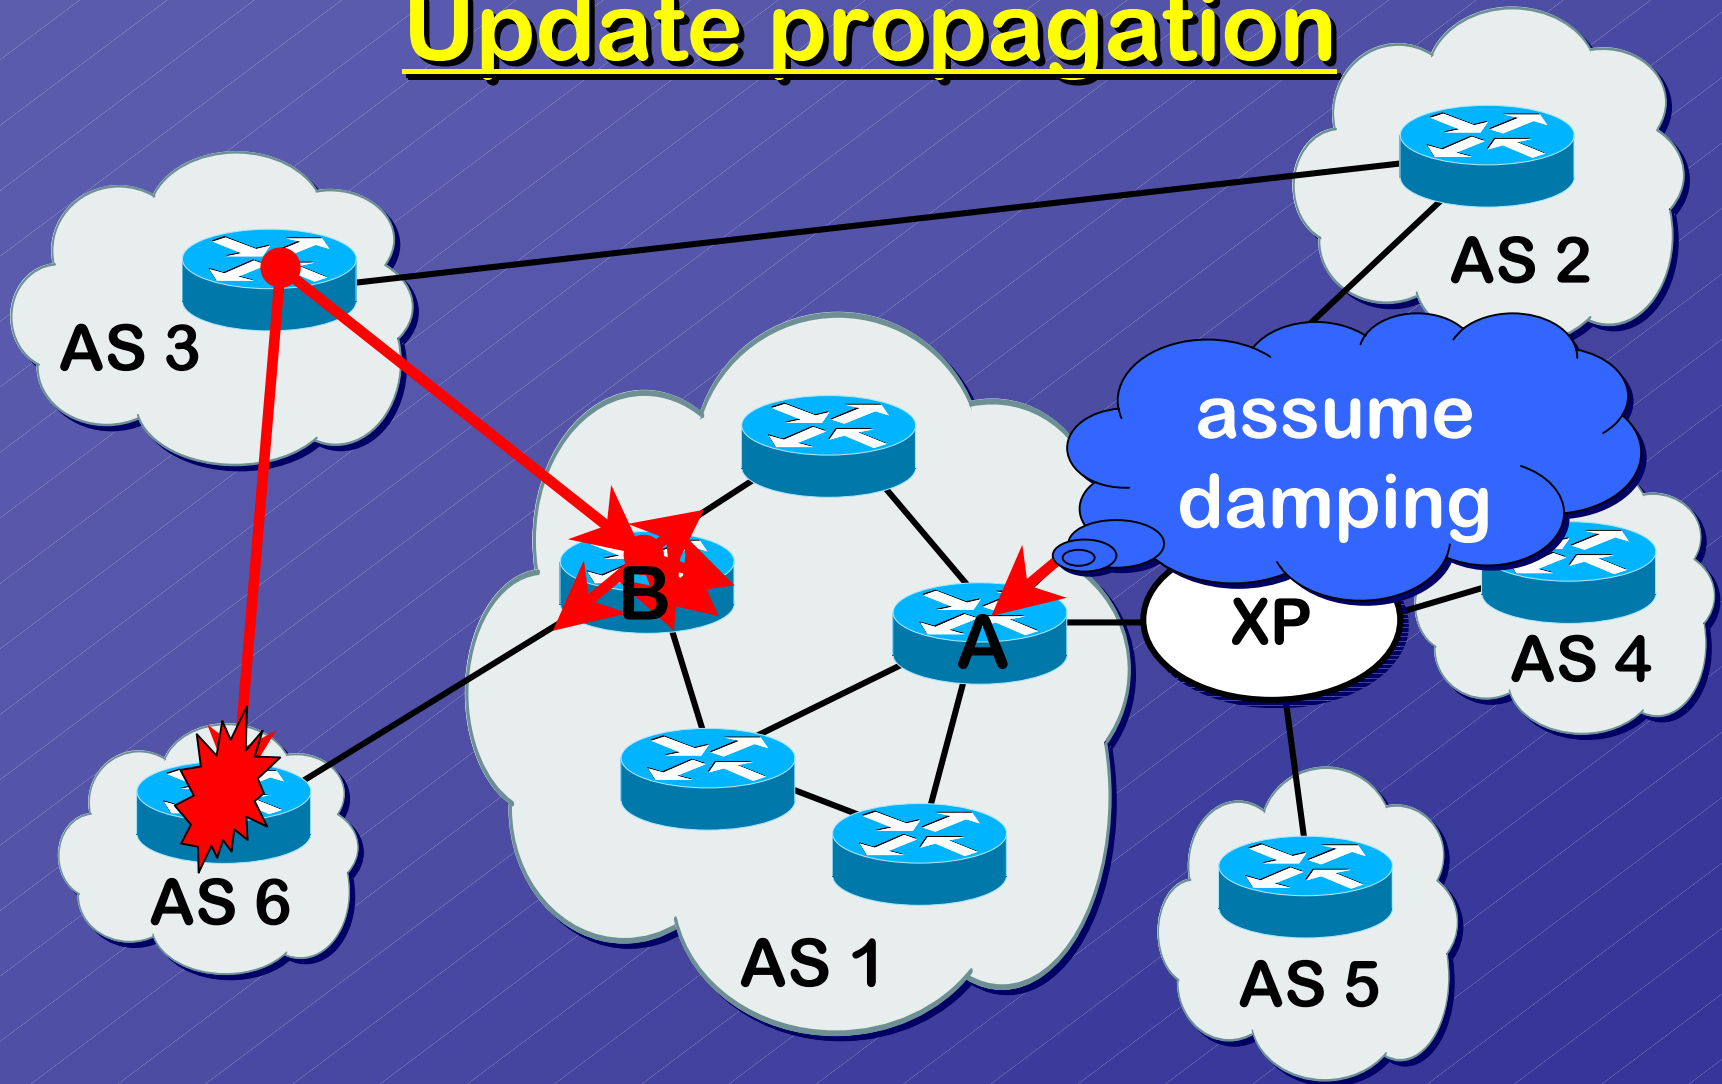 Update propagation
AS 2
AS 3
assume
damping
B
A
XP
AS 4
AS 6
AS 1
AS 5